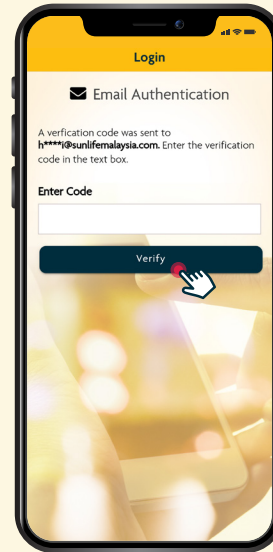 Login
Email Authentication
A verfication code was sent to
h****i@sunlifemalaysia.com. Enter the verification
code in the text box.
Enter Code
Verify